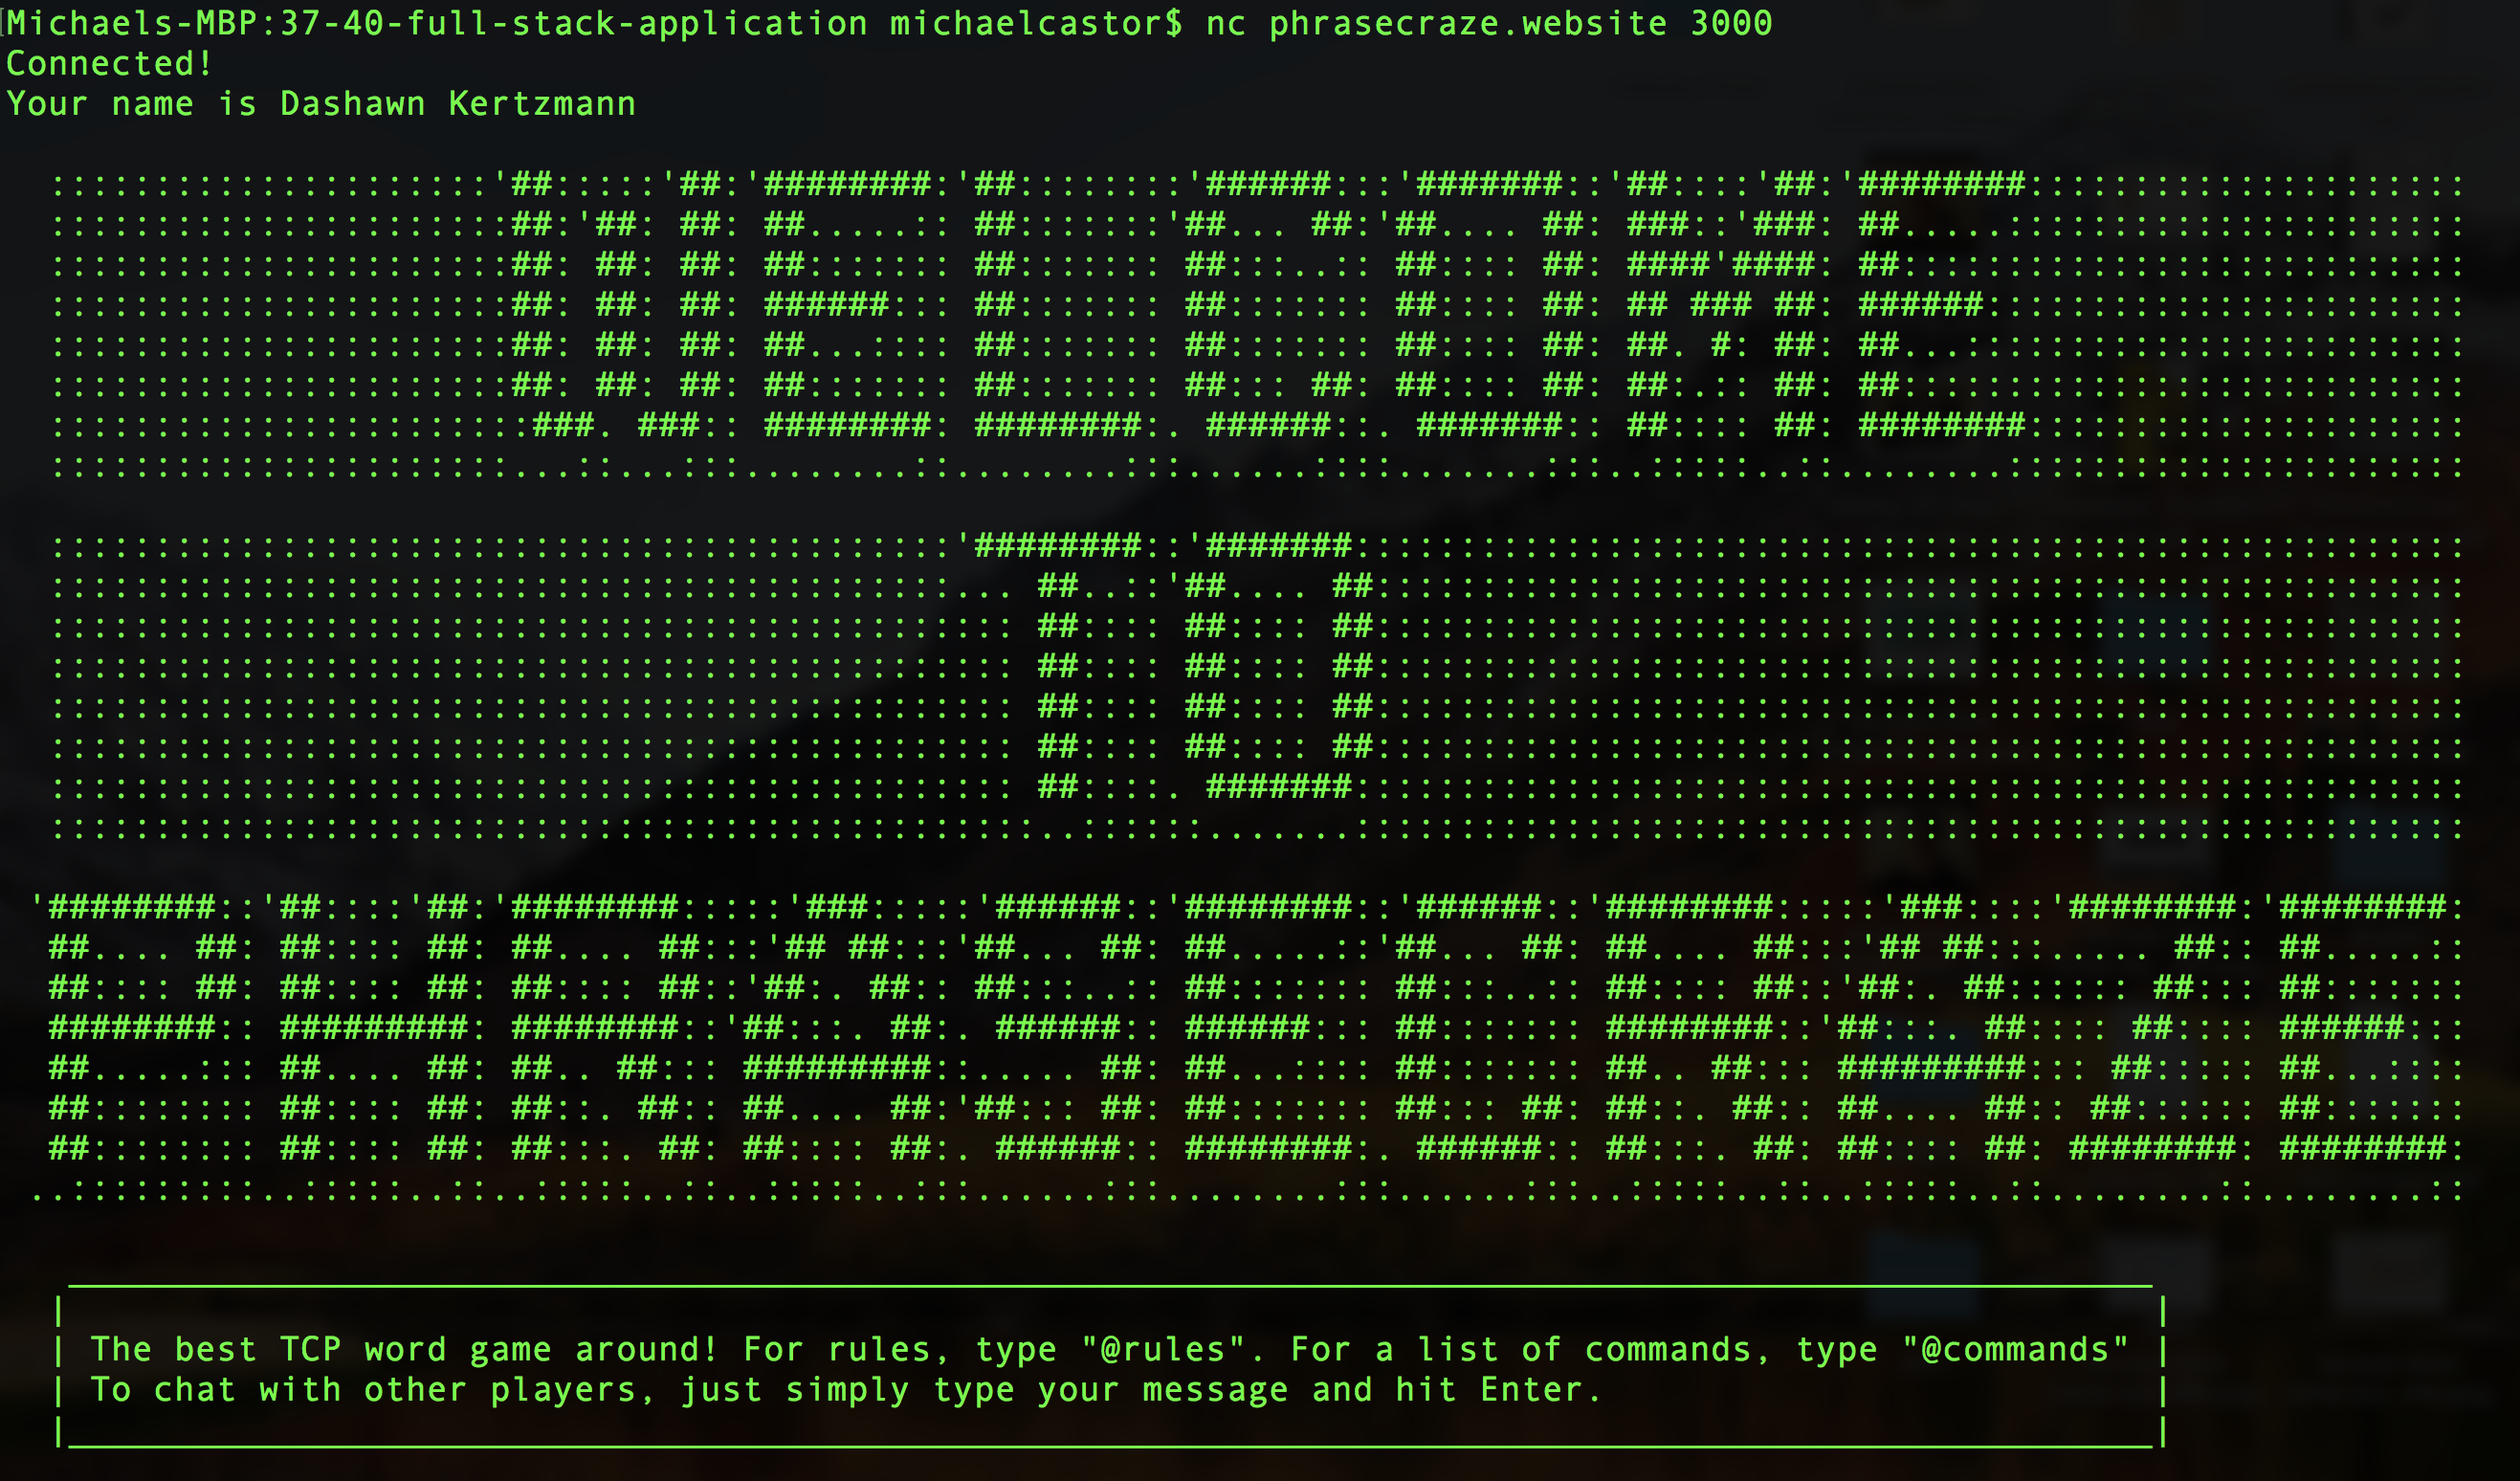 Michaels-MBP:37-40-full-stack-application michaelcastor$ nc phrasecraze.website 3000
Connected!
Your name is Dashawn Kertzmann
WELCOME
TO
PHRASECRAZE
The best TCP word game around! For rules, type "@rules". For a list of commands, type "@commands"
To chat with other players, just simply type your message and hit Enter.